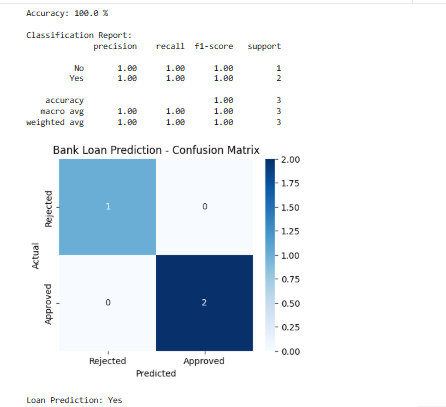 Accuracy: 100.0 %
Classification Report:
precision recall f1-score support
No 1.00 1.00 1.00 1
Yes 1.00 1.00 1.00 2
accuracy 1.00 3
macro avg 1.00 1.00 1.00 3
weighted avg 1.00 1.00 1.00 3
Bank Loan Prediction - Confusion Matrix
2.00
1.75
1.50
1.25
1.00
0.75
0.50
0.25
0.00
Actual
Rejected
1 0
Approved
0 2
Rejected Approved
Predicted
Loan Prediction: Yes